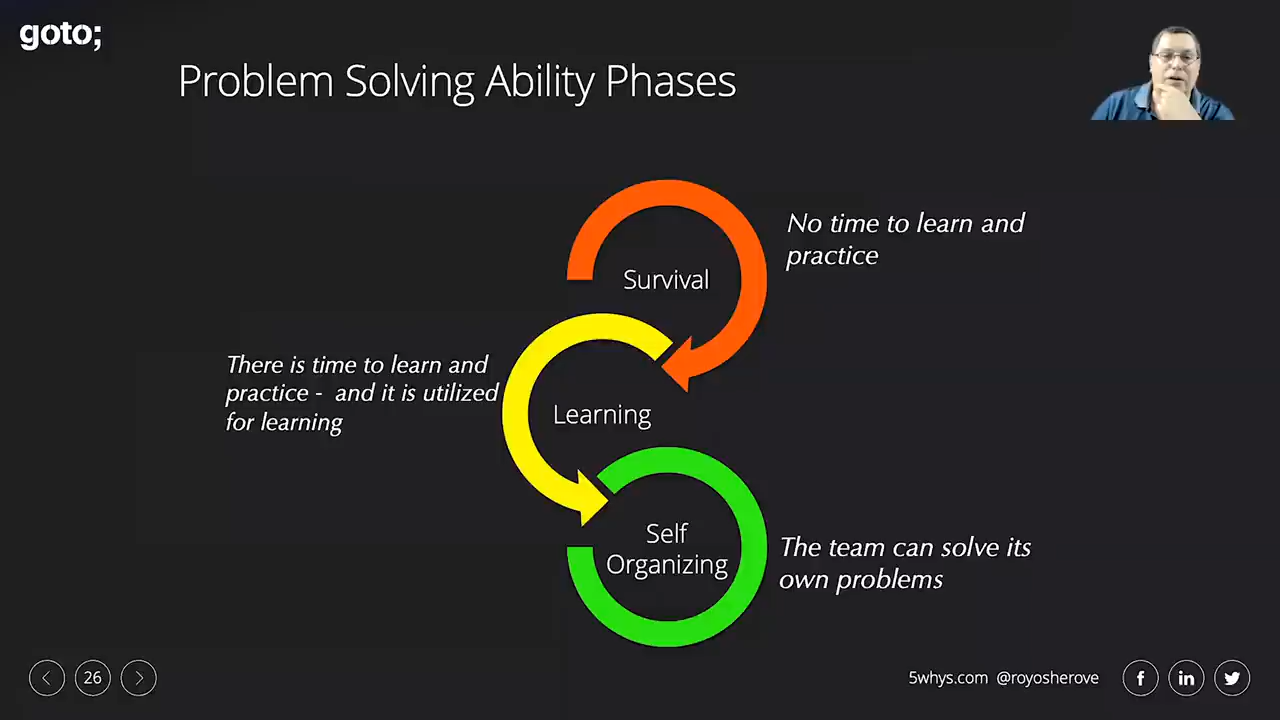 goto;
Problem Solving Ability Phases
No time to learn and
practice
Survival
There is time to learn and
practice -  and it is utilized
for learning
Learning
Self
Organizing
The team can solve its
own problems
26
5whys.com  @royosherove
f
in